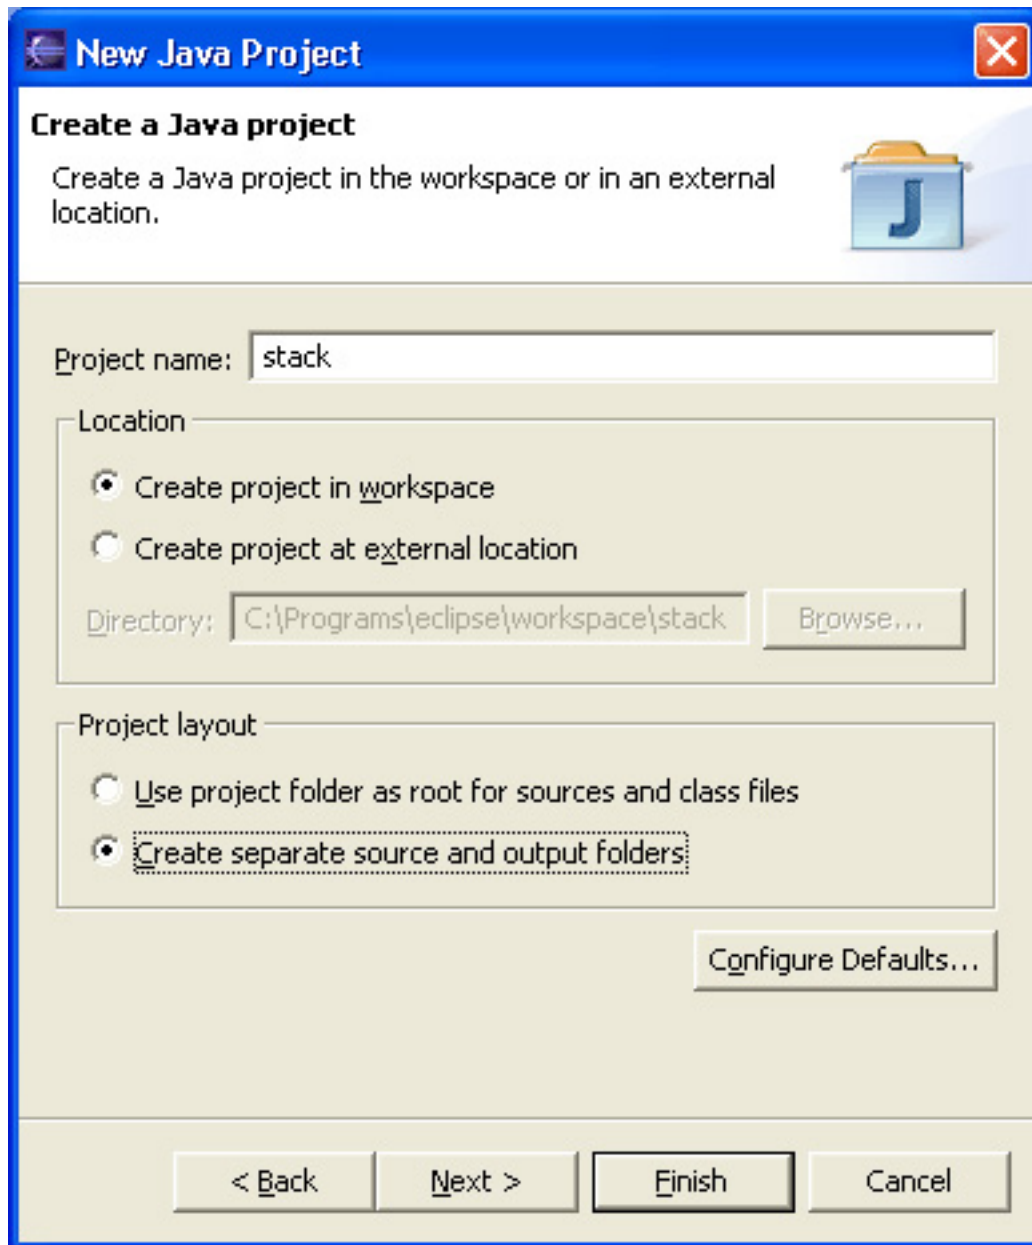 New Java Project
Create a Java project
Create a Java project in the workspace or in an external
location.
J
Project name: stack
Location
Create project in workspace
Create project at external location
Directory: C:\Programs\eclipse\workspace\stack Browse...
Project layout
Use project folder as root for sources and class files
Create separate source and output folders
Configure Defaults...
< Back Next > Finish Cancel